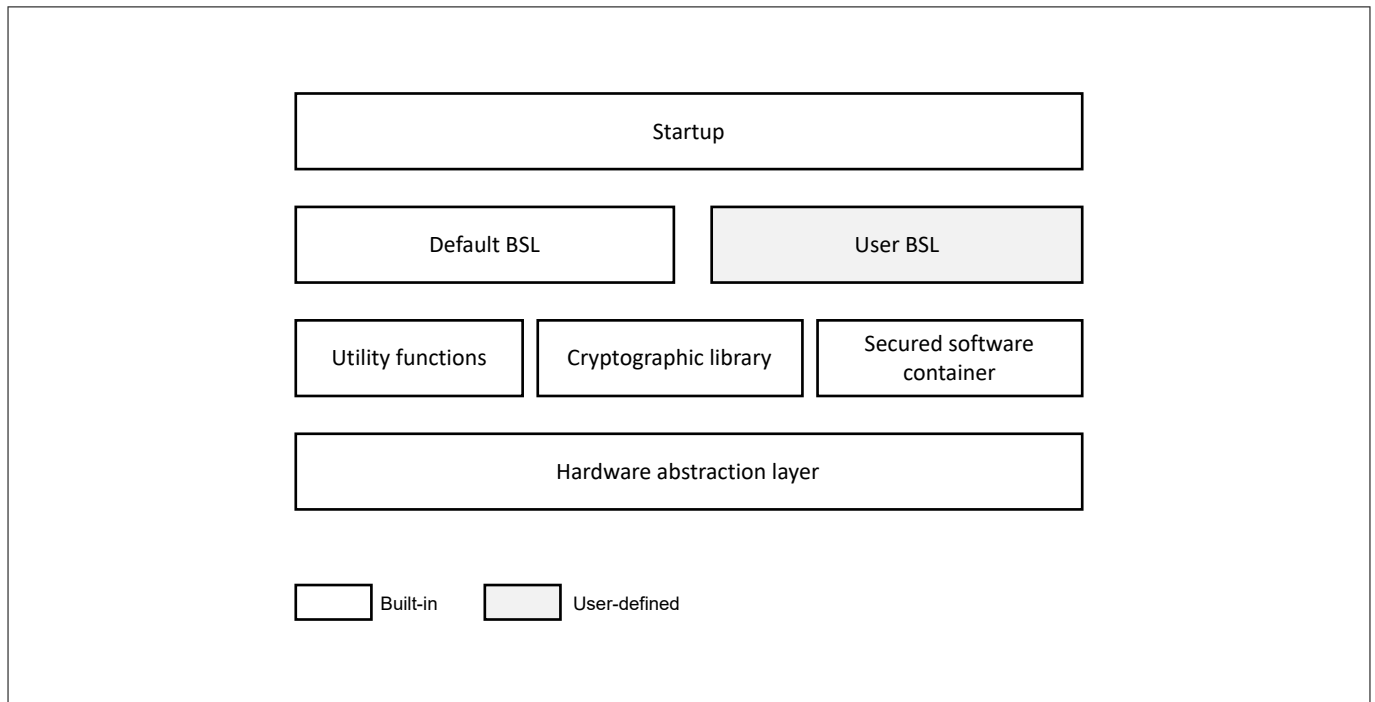 Startup
Default BSL
User BSL
Utility functions
Cryptographic library
Secured software
container
Hardware abstraction layer
Built-in
User-defined